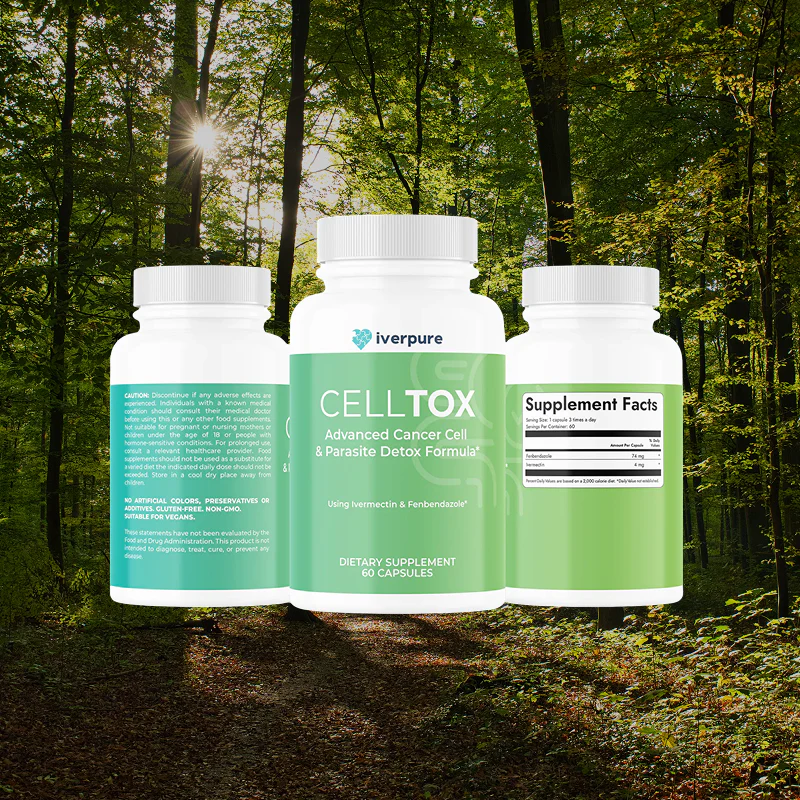 CAUTION: Discontinue if any adverse effects are
experienced. Individuals with a known medical
condition should consult their medical doctor
before using this or any other food supplements.
Not suitable for pregnant or nursing mothers or
children under the age of 18 or people with
hormone-sensitive conditions. For prolonged use,
consult a relevant healthcare provider. Food
supplements should not be used as a substitute for
a varied diet the indicated daily dose should not be
exceeded. Store in a cool dry place away from
children.
NO ARTIFICIAL COLORS, PRESERVATIVES OR
ADDITIVES. GLUTEN-FREE. NON-GMO.
SUITABLE FOR VEGANS.
These statements have not been evaluated by the
Food and Drug Administration. This product is not
intended to diagnose, treat, cure, or prevent any
disease.
iverpure
CELLTOX
Advanced Cancer Cell
& Parasite Detox Formula*
Using Ivermectin & Fenbendazole*
DIETARY SUPPLEMENT
60 CAPSULES
Supplement Facts
Serving Size: 1 capsule 3 times a day
Servings Per Container: 60
Amount Per Capsule % Daily Value*
Fenbendazole 74 mg *
Ivermectin 4 mg *
Percent Daily Values are based on a 2,000 calorie diet. *Daily Value not established.